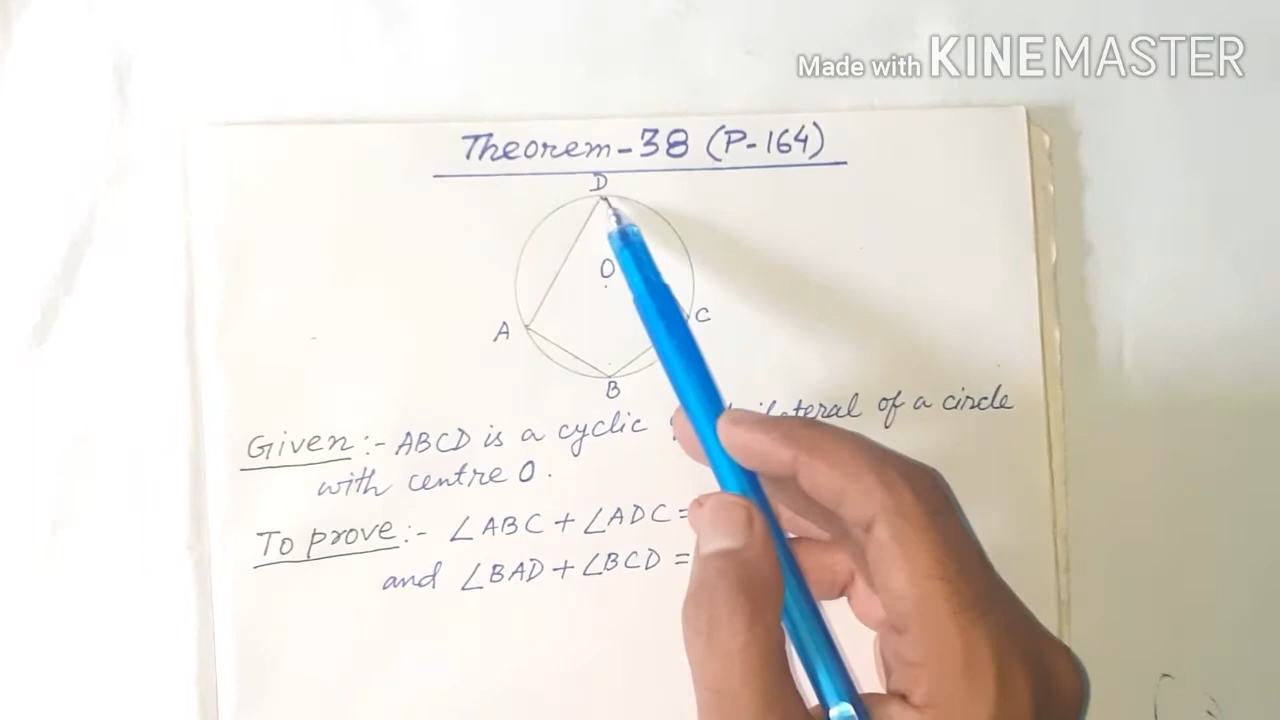 Made with KINEMASTER
Theorem-38 (P-164)
D
O
C
A
B
Given:- ABCD is a cyclic of a circle
with centre O.
To prove:- ∠ABC + ∠ADC =
and ∠BAD + ∠BCD =